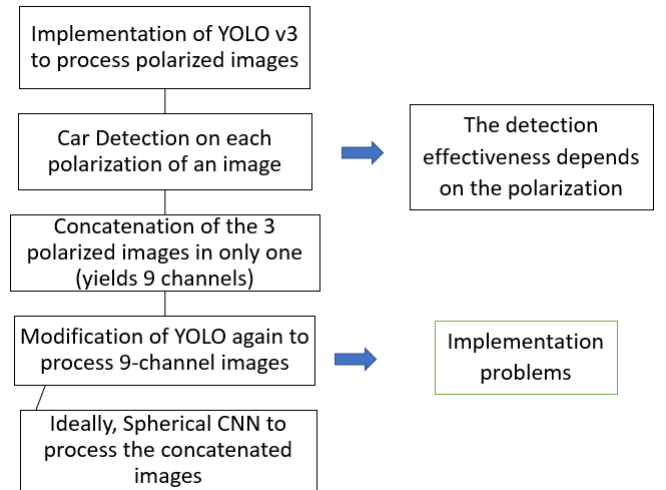 Implementation of YOLO v3
to process polarized images
Car Detection on each
polarization of an image
The detection
effectiveness depends
on the polarization
Concatenation of the 3
polarized images in only one
(yields 9 channels)
Modification of YOLO again to
process 9-channel images
Implementation
problems
Ideally, Spherical CNN to
process the concatenated
images